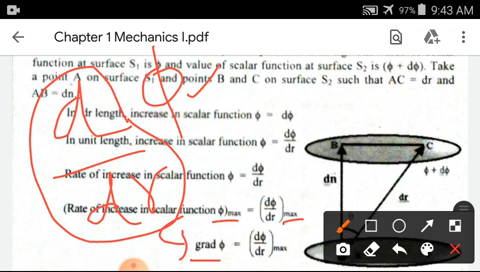 97% 9:43 AM
Chapter 1 Mechanics I.pdf
function at surface S₁ is ϕ and value of scalar function at surface S₂ is (ϕ + dϕ). Take
a point A on surface S₁ and points B and C on surface S₂ such that AC = dr and
AB = dn.
In dr length, increase in scalar function ϕ = dϕ
In unit length, increase in scalar function ϕ = dϕ/dr
Rate of increase in scalar function ϕ = dϕ/dr
(Rate of increase in scalar function ϕ)max = (dϕ/dr)max
grad ϕ = (dϕ/dr)max
dϕ
dr
B C
ϕ + dϕ
dn dr
θ